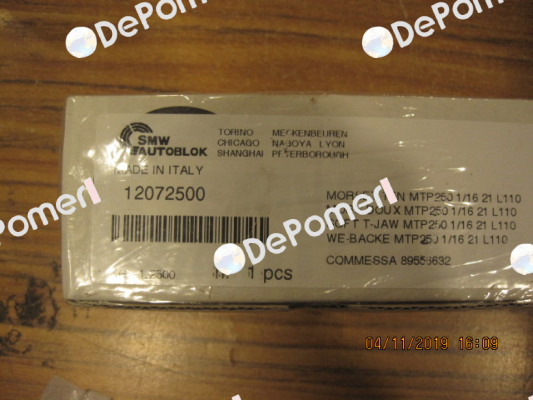 SMW
AUTOBLOK
TORINO MECKENBEUREN
CHICAGO NAGOYA LYON
SHANGHAI PETERBOROUGH
MADE IN ITALY
12072500
MTP250 1/16 21 L110
MTP250 1/16 21 L110
T-JAW MTP250 1/16 21 L110
WE-BACKE MTP250 1/16 21 L110
COMMESSA
1 pcs
04/11/2019 16:09
DePomeri
DePomeri
DePomeri
DePomeri